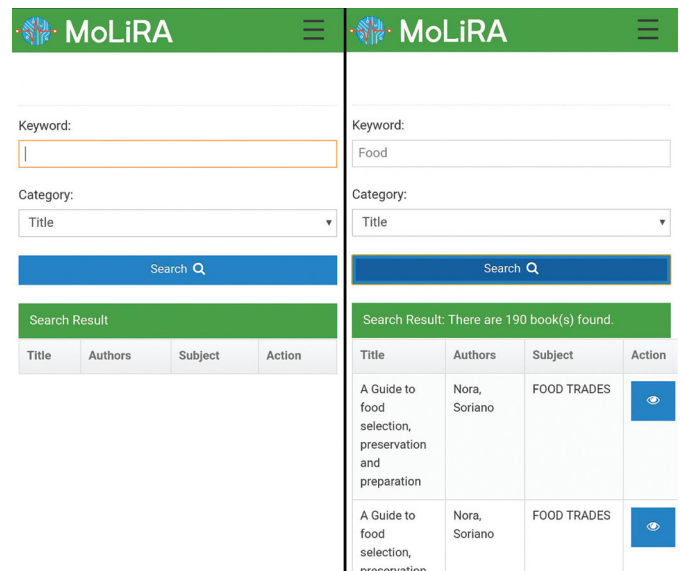 MoLiRA
Keyword:
Category:
Title
Search
Search Result
Title Authors Subject Action
MoLiRA
Keyword:
Food
Category:
Title
Search
Search Result: There are 190 book(s) found.
Title Authors Subject Action
A Guide to Nora, FOOD TRADES
food Soriano
selection,
preservation
and
preparation
A Guide to Nora, FOOD TRADES
food Soriano
selection,
preservation